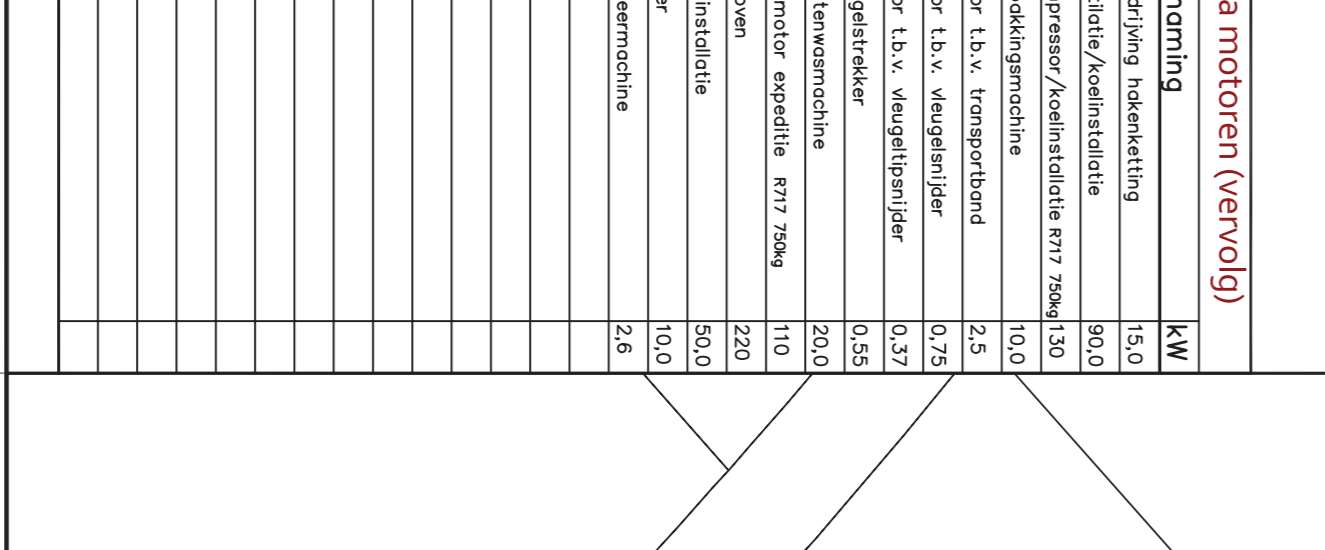 a motoren (vervolg)
naming kW
drijving hakenketting 15,0
tilatie/koelinstallatie 90,0
pressor/koelinstallatie R717 750kg 130
akkingsmachine 10,0
or t.b.v. transportband 2,5
or t.b.v. vleugelsnijder 0,75
or t.b.v. vleugeltipsnijder 0,37
gelstrekker 0,55
tenwasmachine 20,0
motor expeditie R717 750kg 110
oven 220
installatie 50,0
er 10,0
eermachine 2,6